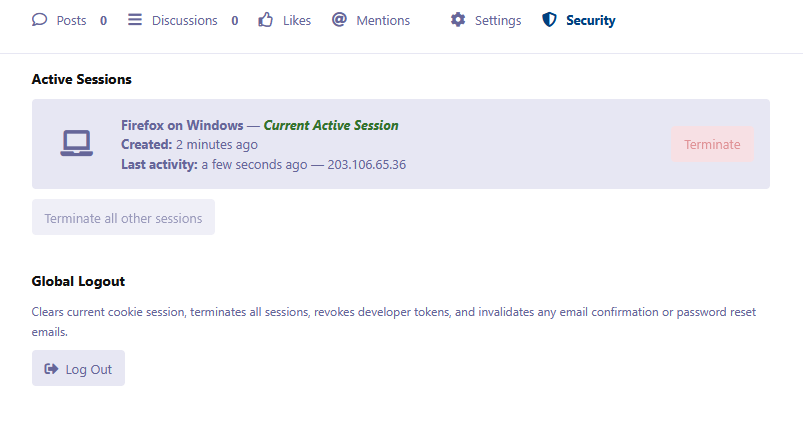 Posts 0 Discussions 0 Likes Mentions Settings Security
Active Sessions
Firefox on Windows — Current Active Session
Created: 2 minutes ago
Last activity: a few seconds ago — 203.106.65.36
Terminate
Terminate all other sessions
Global Logout
Clears current cookie session, terminates all sessions, revokes developer tokens, and invalidates any email confirmation or password reset
emails.
Log Out